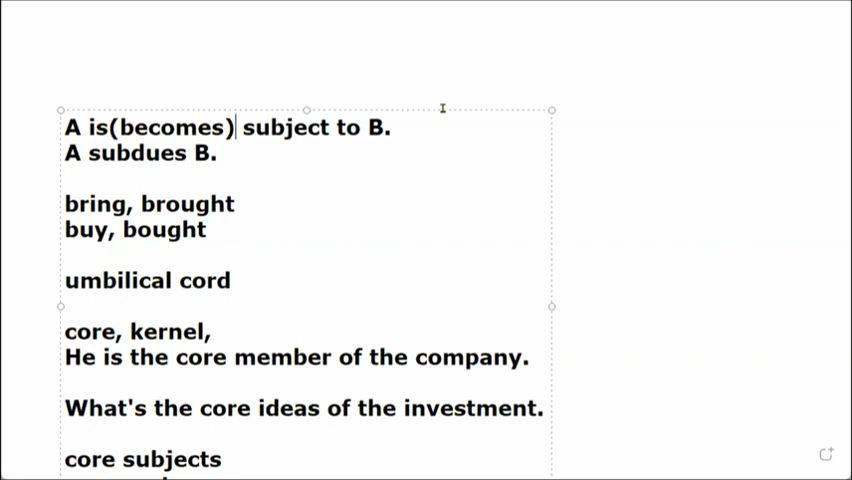 A is(becomes) subject to B.
A subdues B.
bring, brought
buy, bought
umbilical cord
core, kernel,
He is the core member of the company.
What's the core ideas of the investment.
core subjects